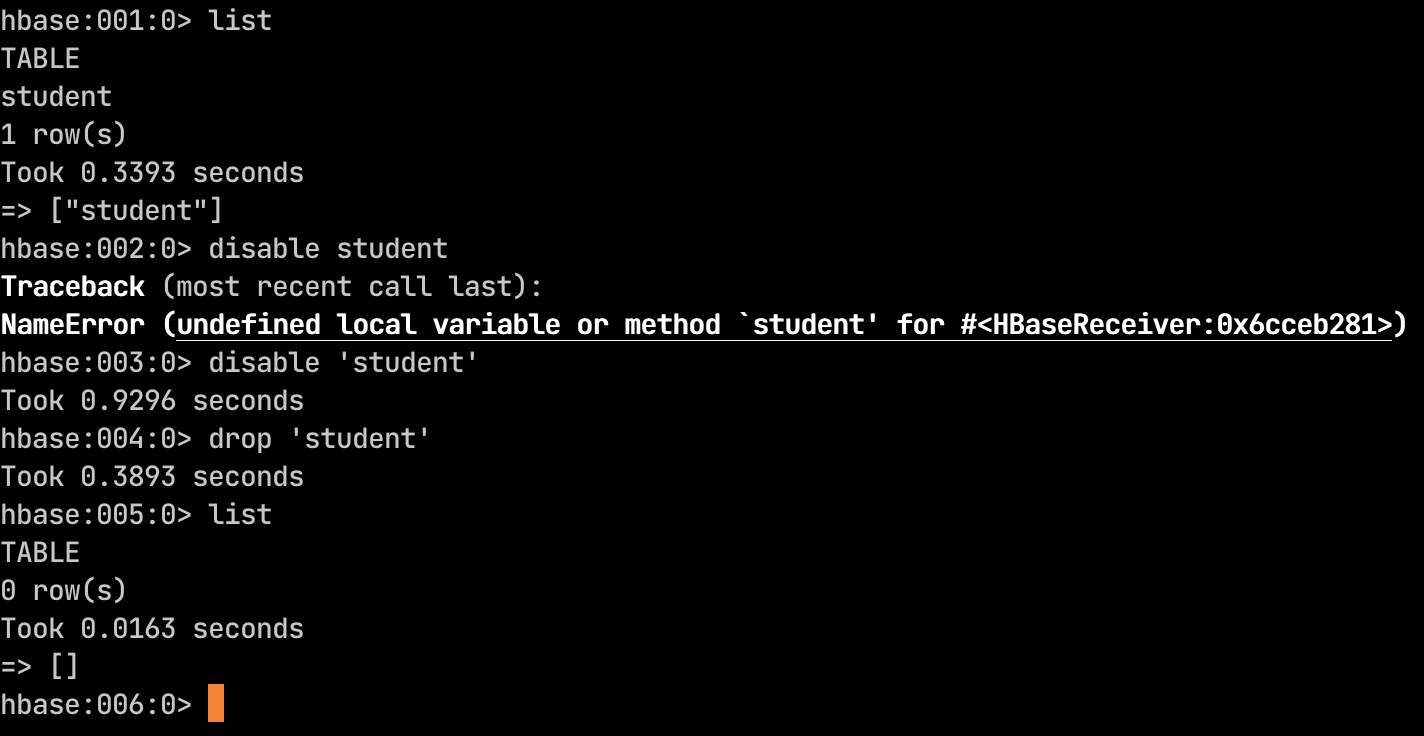 hbase:001:0> list
TABLE
student
1 row(s)
Took 0.3393 seconds
=> ["student"]
hbase:002:0> disable student
Traceback (most recent call last):
NameError (undefined local variable or method `student' for #<HBaseReceiver:0x6cceb281>)
hbase:003:0> disable 'student'
Took 0.9296 seconds
hbase:004:0> drop 'student'
Took 0.3893 seconds
hbase:005:0> list
TABLE
0 row(s)
Took 0.0163 seconds
=> []
hbase:006:0>